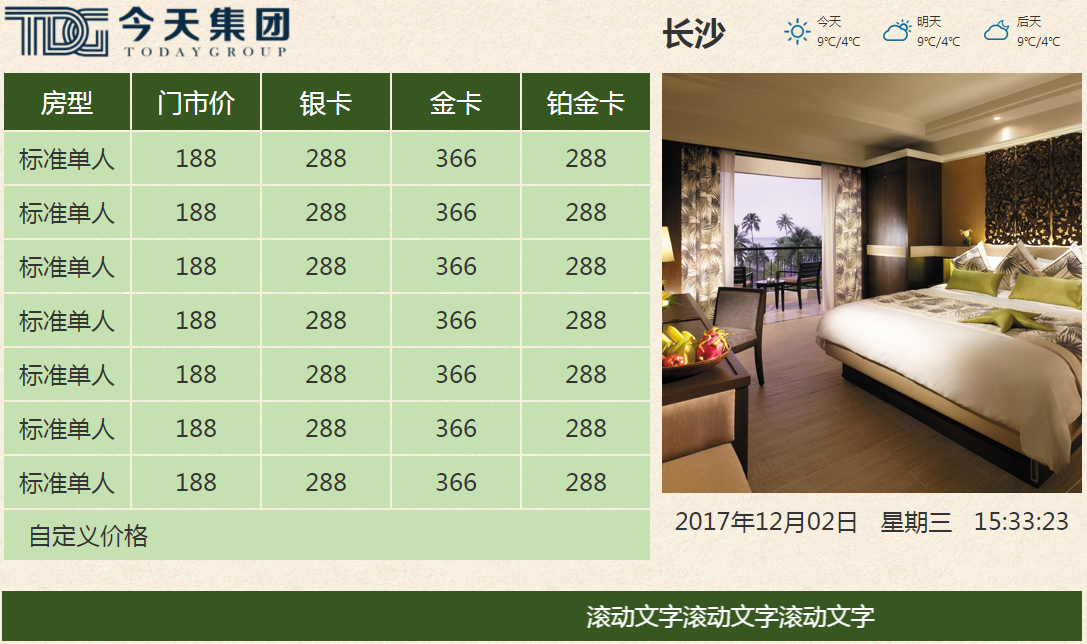 TDG 今天集团
TODAYGROUP
长沙
今天
9℃/4℃
明天
9℃/4℃
后天
9℃/4℃
房型 门市价 银卡 金卡 铂金卡
标准单人 188 288 366 288
标准单人 188 288 366 288
标准单人 188 288 366 288
标准单人 188 288 366 288
标准单人 188 288 366 288
标准单人 188 288 366 288
标准单人 188 288 366 288
自定义价格
2017年12月02日 星期三 15:33:23
滚动文字滚动文字滚动文字